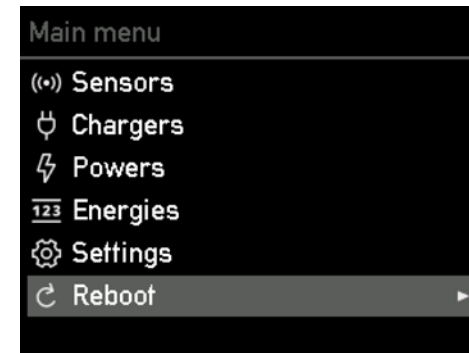 Main menu
Sensors
Chargers
Powers
123 Energies
Settings
Reboot